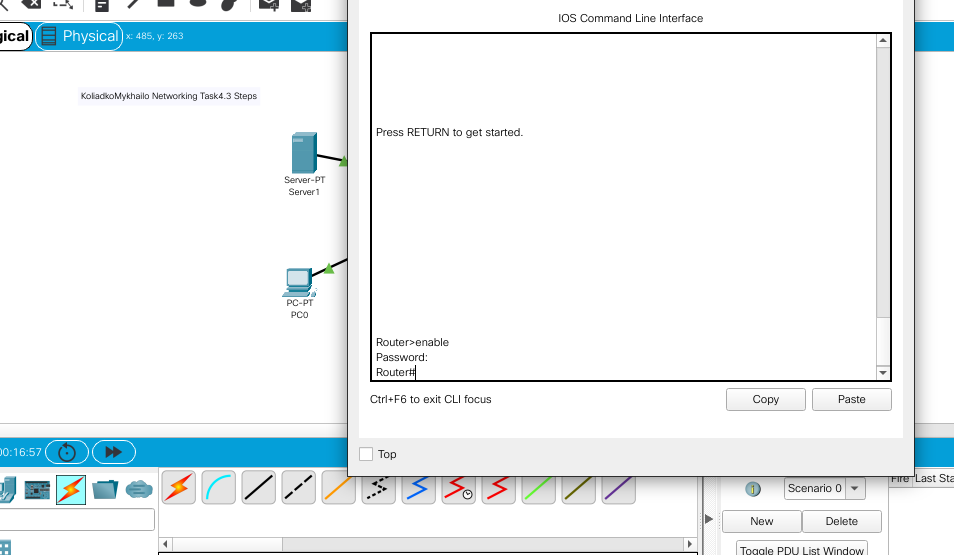 IOS Command Line Interface
gical
Physical
x: 485, y: 263
KoliadkoMykhailo Networking Task4.3 Steps
Press RETURN to get started.
Server-PT
Server1
PC-PT
PC0
Router>enable
Password:
Router#
Ctrl+F6 to exit CLI focus
Copy
Paste
Top
00:16:57
Scenario 0
Fire
Last Sta
New
Delete
Toggle PDU List Window